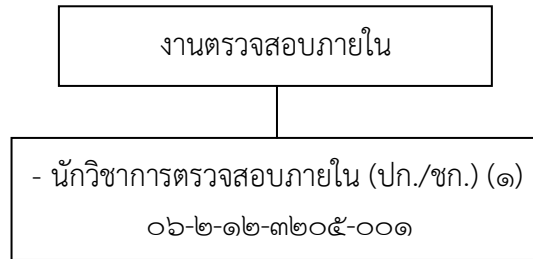 งานตรวจสอบภายใน
- นักวิชาการตรวจสอบภายใน (ปก./ชก.) (๑)
๐๖-๒-๑๒-๓๒๐๕-๐๐๑